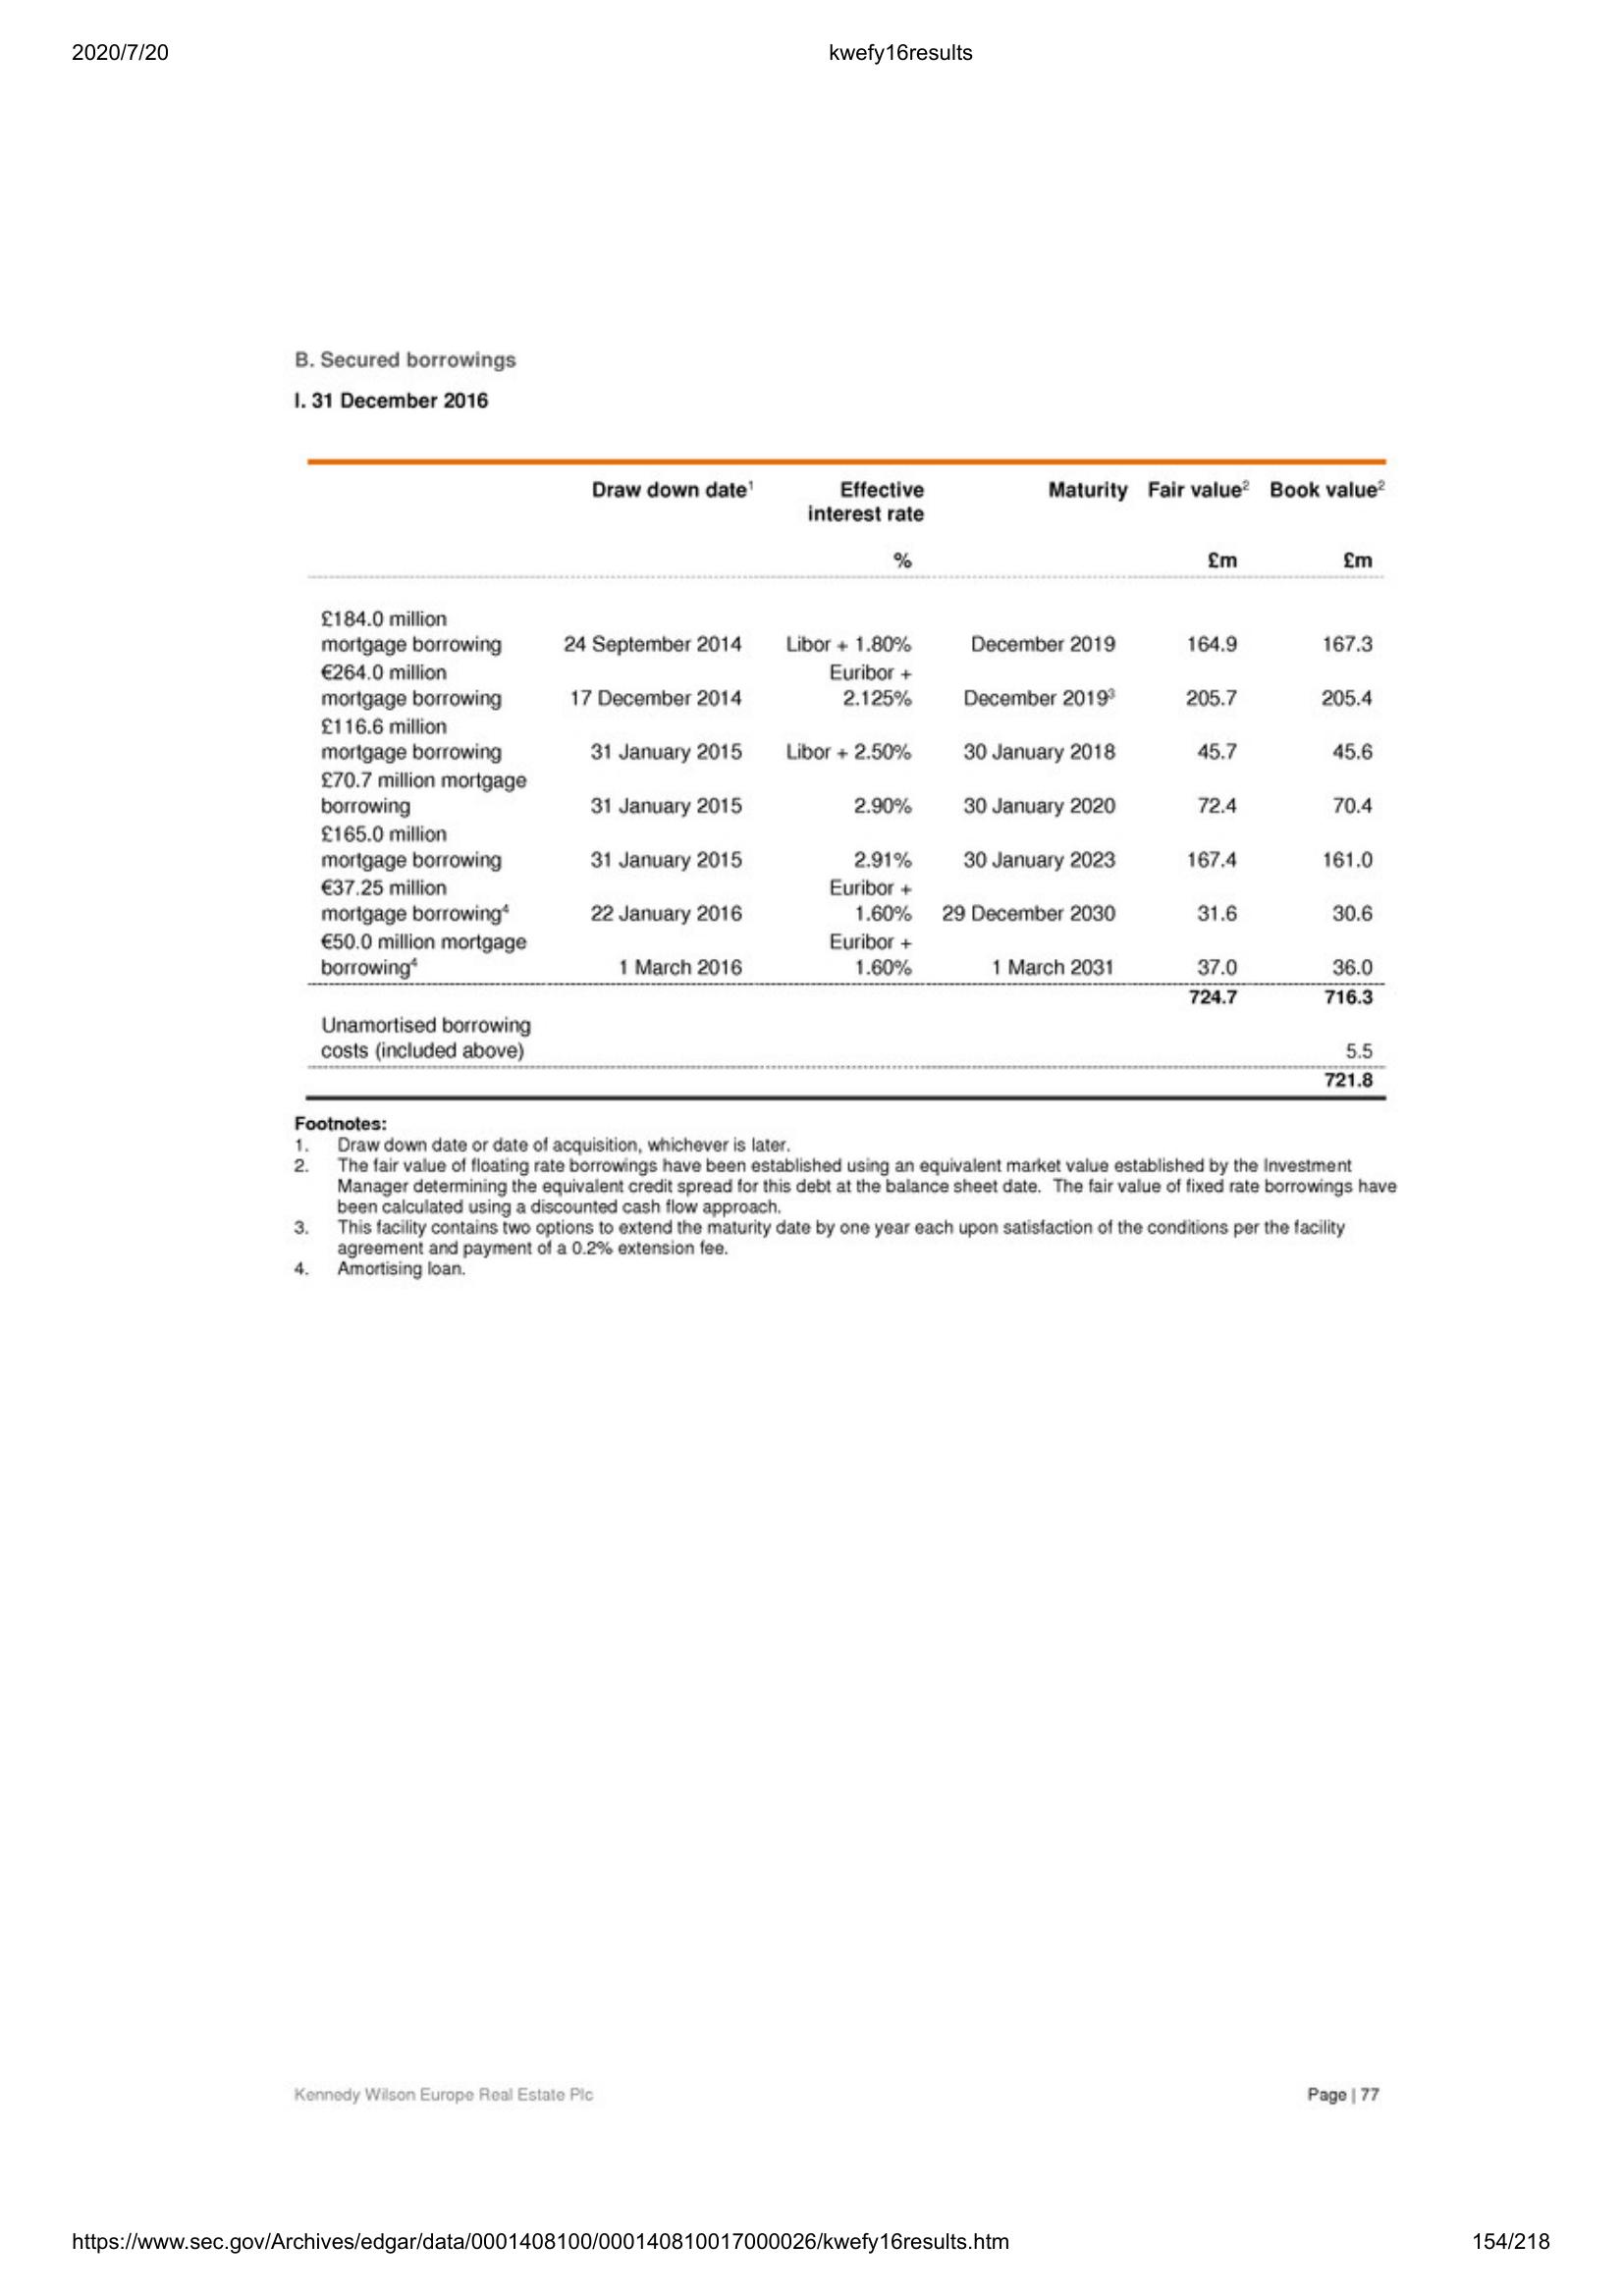 2020/7/20 kwefy16results
B. Secured borrowings
I. 31 December 2016
Draw down date¹ Effective Maturity Fair value² Book value²
interest rate
% £m £m
£184.0 million
mortgage borrowing 24 September 2014 Libor + 1.80% December 2019 164.9 167.3
€264.0 million Euribor +
mortgage borrowing 17 December 2014 2.125% December 2019³ 205.7 205.4
£116.6 million
mortgage borrowing 31 January 2015 Libor + 2.50% 30 January 2018 45.7 45.6
£70.7 million mortgage
borrowing 31 January 2015 2.90% 30 January 2020 72.4 70.4
£165.0 million
mortgage borrowing 31 January 2015 2.91% 30 January 2023 167.4 161.0
€37.25 million Euribor +
mortgage borrowing⁴ 22 January 2016 1.60% 29 December 2030 31.6 30.6
€50.0 million mortgage Euribor +
borrowing⁴ 1 March 2016 1.60% 1 March 2031 37.0 36.0
724.7 716.3
Unamortised borrowing
costs (included above) 5.5
721.8
Footnotes:
1. Draw down date or date of acquisition, whichever is later.
2. The fair value of floating rate borrowings have been established using an equivalent market value established by the Investment
Manager determining the equivalent credit spread for this debt at the balance sheet date. The fair value of fixed rate borrowings have
been calculated using a discounted cash flow approach.
3. This facility contains two options to extend the maturity date by one year each upon satisfaction of the conditions per the facility
agreement and payment of a 0.2% extension fee.
4. Amortising loan.
Kennedy Wilson Europe Real Estate Plc Page | 77
https://www.sec.gov/Archives/edgar/data/0001408100/000140810017000026/kwefy16results.htm 154/218